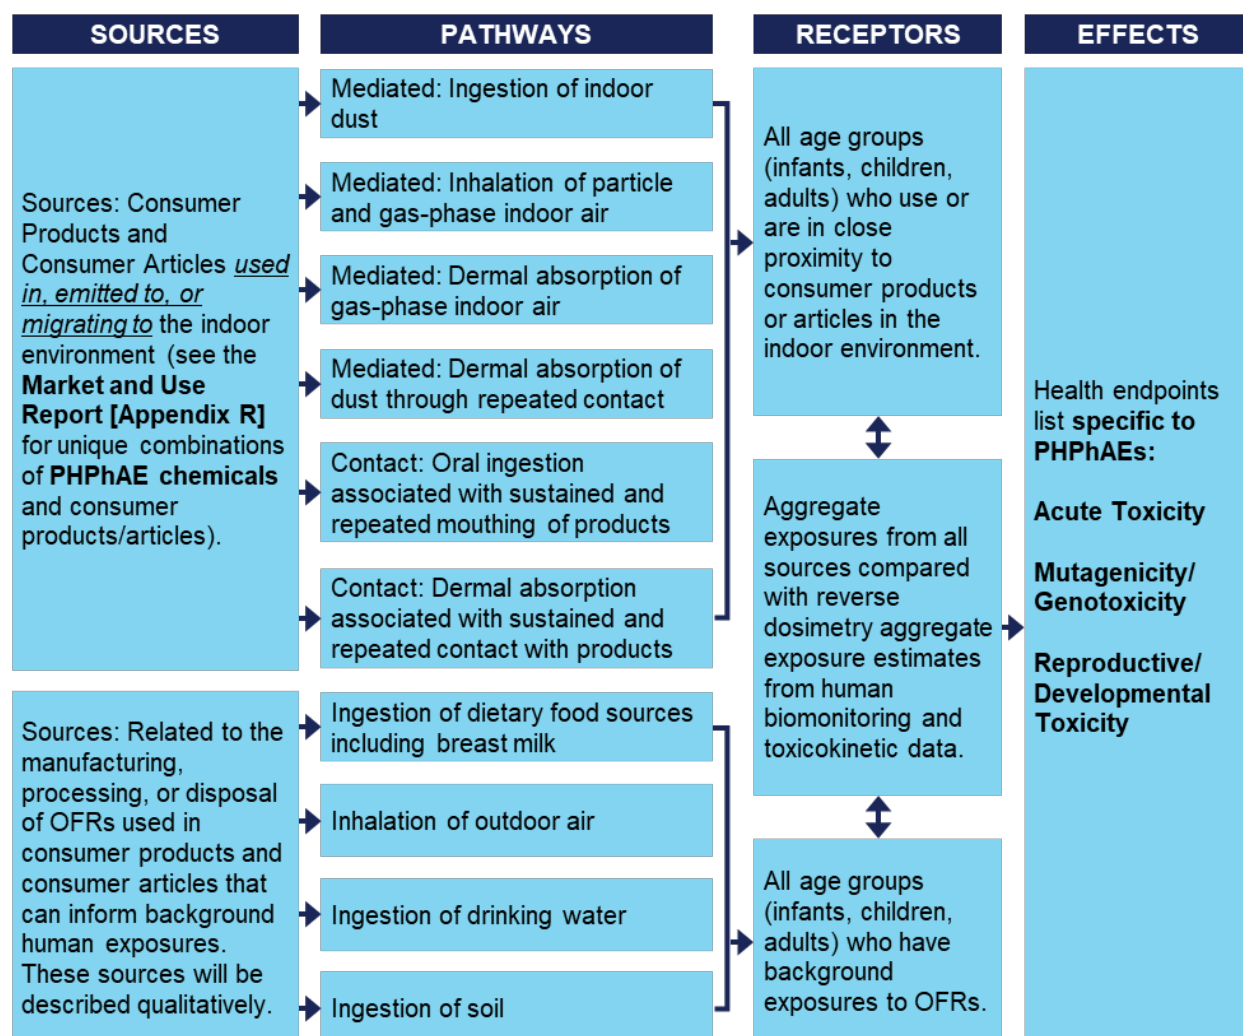 SOURCES
PATHWAYS
RECEPTORS
EFFECTS
Sources: Consumer
Products and
Consumer Articles used
in, emitted to, or
migrating to the indoor
environment (see the
Market and Use
Report [Appendix R]
for unique combinations
of PHPhAE chemicals
and consumer
products/articles).
Sources: Related to the
manufacturing,
processing, or disposal
of OFRs used in
consumer products and
consumer articles that
can inform background
human exposures.
These sources will be
described qualitatively.
Mediated: Ingestion of indoor
dust
Mediated: Inhalation of particle
and gas-phase indoor air
Mediated: Dermal absorption of
gas-phase indoor air
Mediated: Dermal absorption of
dust through repeated contact
Contact: Oral ingestion
associated with sustained and
repeated mouthing of products
Contact: Dermal absorption
associated with sustained and
repeated contact with products
Ingestion of dietary food sources
including breast milk
Inhalation of outdoor air
Ingestion of drinking water
Ingestion of soil
All age groups
(infants, children,
adults) who use or
are in close
proximity to
consumer products
or articles in the
indoor environment.
Aggregate
exposures from all
sources compared
with reverse
dosimetry aggregate
exposure estimates
from human
biomonitoring and
toxicokinetic data.
All age groups
(infants, children,
adults) who have
background
exposures to OFRs.
Health endpoints
list specific to
PHPhAEs:
Acute Toxicity
Mutagenicity/
Genotoxicity
Reproductive/
Developmental
Toxicity